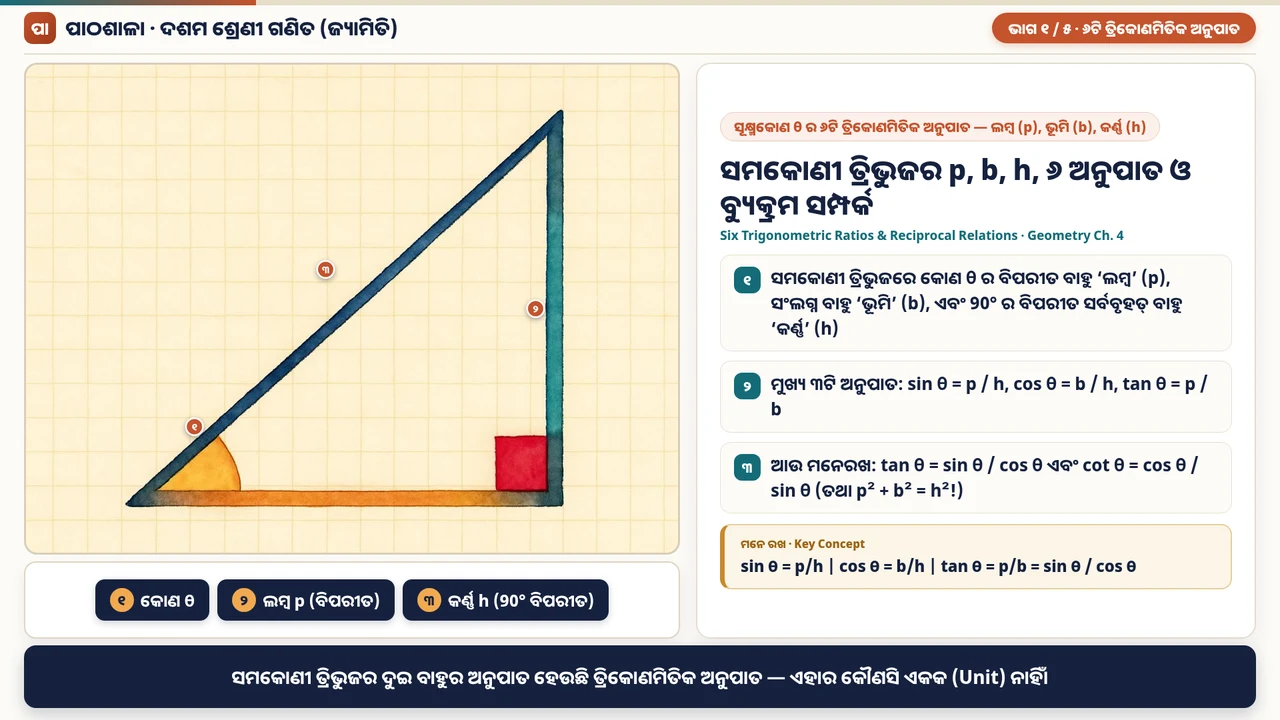 ପା ପାଠଶାଳା · ଦଶମ ଶ୍ରେଣୀ ଗଣିତ (ଜ୍ୟାମିତି)
ଭାଗ ୧ / ୫ · ୬ଟି ତ୍ରିକୋଣମିତିକ ଅନୁପାତ
୩
୨
୧
୧ କୋଣ θ
୨ ଲମ୍ବ p (ବିପରୀତ)
୩ କର୍ଣ୍ଣ h (90° ବିପରୀତ)
ସୂକ୍ଷ୍ମକୋଣ θ ର ୬ଟି ତ୍ରିକୋଣମିତିକ ଅନୁପାତ — ଲମ୍ବ (p), ଭୂମି (b), କର୍ଣ୍ଣ (h)
ସମକୋଣୀ ତ୍ରିଭୁଜର p, b, h, ୬ ଅନୁପାତ ଓ
ବ୍ୟୁତ୍କ୍ରମ ସମ୍ପର୍କ
Six Trigonometric Ratios & Reciprocal Relations · Geometry Ch. 4
୧ ସମକୋଣୀ ତ୍ରିଭୁଜରେ କୋଣ θ ର ବିପରୀତ ବାହୁ ‘ଲମ୍ବ’ (p),
ସଂଲଗ୍ନ ବାହୁ ‘ଭୂମି’ (b), ଏବଂ 90° ର ବିପରୀତ ସର୍ବବୃହତ୍ ବାହୁ
‘କର୍ଣ୍ଣ’ (h)
୨ ମୁଖ୍ୟ ୩ଟି ଅନୁପାତ: sin θ = p / h, cos θ = b / h, tan θ = p /
b
୩ ଆଉ ମନେରଖ: tan θ = sin θ / cos θ ଏବଂ cot θ = cos θ /
sin θ (ତଥା p² + b² = h²!)
ମନେ ରଖ · Key Concept
sin θ = p/h | cos θ = b/h | tan θ = p/b = sin θ / cos θ
ସମକୋଣୀ ତ୍ରିଭୁଜର ଦୁଇ ବାହୁର ଅନୁପାତ ହେଉଛି ତ୍ରିକୋଣମିତିକ ଅନୁପାତ — ଏହାର କୌଣସି ଏକକ (Unit) ନାହିଁ